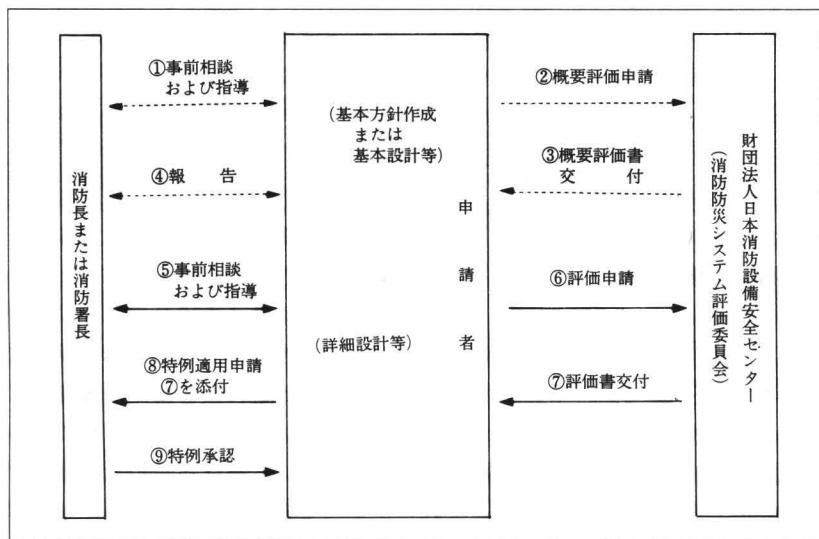 ①事前相談
および指導
②概要評価申請
(基本方針作成
または
基本設計等)
③概要評価書
交　　付
④報　　告
消防長または消防署長
申
請
者
財団法人日本消防設備安全センター
(消防防災システム評価委員会)
⑤事前相談
および指導
⑥評価申請
(詳細設計等)
⑧特例適用申請
⑦を添付
⑦評価書交付
⑨特例承認